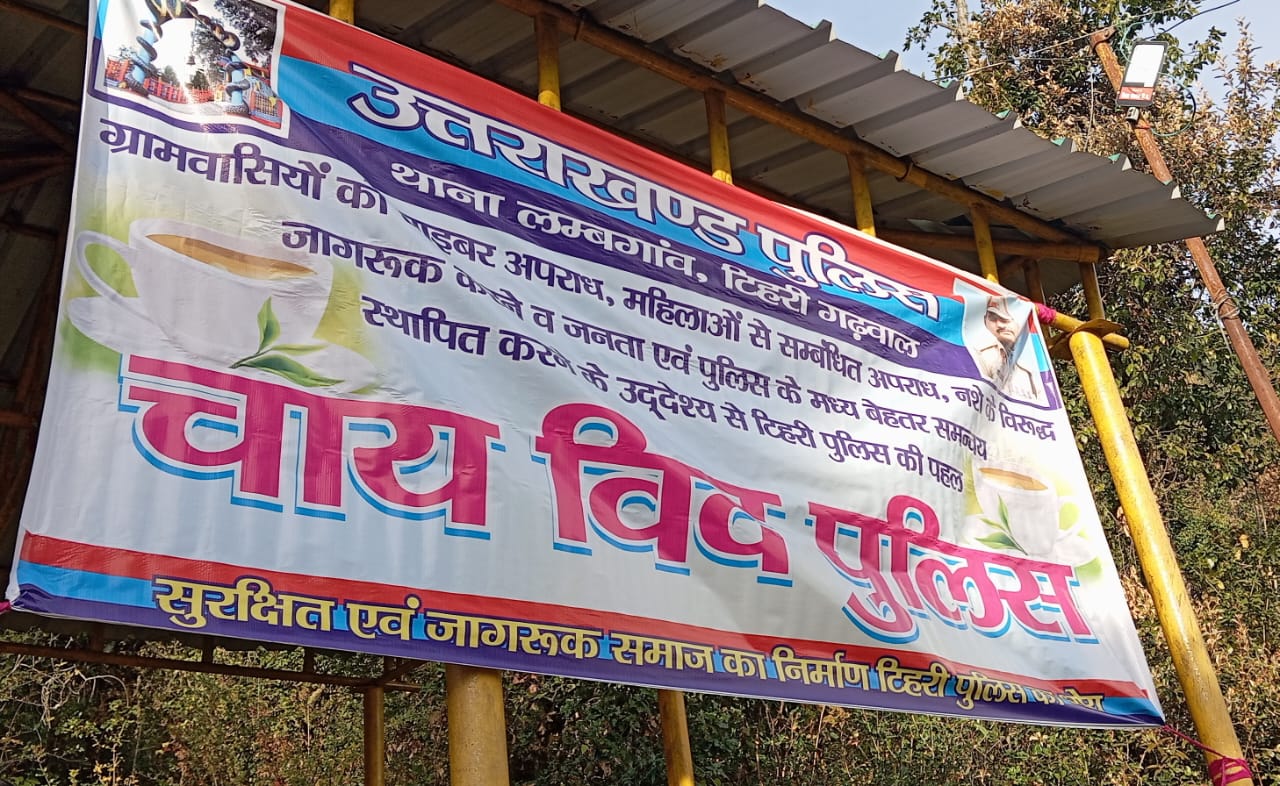 उत्तराखण्ड पुलिस
थाना लम्बगांव, टिहरी गढ़वाल
ग्रामवासियों को साइबर अपराध, महिलाओं से सम्बंधित अपराध, नशे के विरूद्ध
जागरूक करने व जनता एवं पुलिस के मध्य बेहतर समन्वय
स्थापित करने के उद्देश्य से टिहरी पुलिस की पहल
चाय विद पुलिस
सुरक्षित एवं जागरूक समाज का निर्माण टिहरी पुलिस का